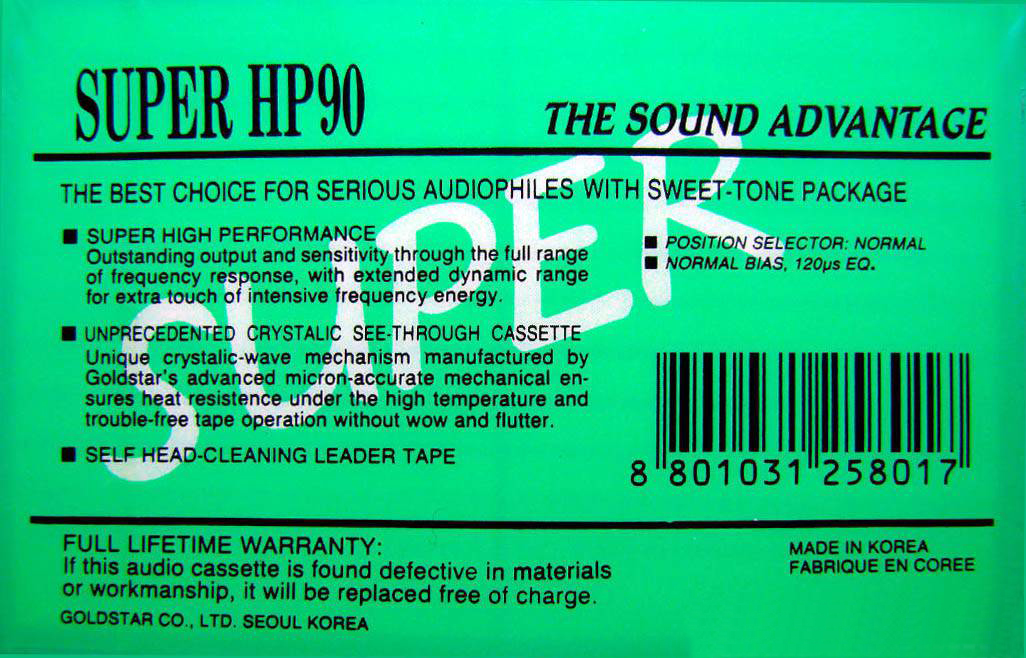 SUPER HP90
THE SOUND ADVANTAGE
SUPER
THE BEST CHOICE FOR SERIOUS AUDIOPHILES WITH SWEET-TONE PACKAGE
■ SUPER HIGH PERFORMANCE
Outstanding output and sensitivity through the full range
of frequency response, with extended dynamic range
for extra touch of intensive frequency energy.
■ UNPRECEDENTED CRYSTALIC SEE-THROUGH CASSETTE
Unique crystalic-wave mechanism manufactured by
Goldstar's advanced micron-accurate mechanical en-
sures heat resistence under the high temperature and
trouble-free tape operation without wow and flutter.
■ SELF HEAD-CLEANING LEADER TAPE
■ POSITION SELECTOR: NORMAL
■ NORMAL BIAS, 120µs EQ.
8 801031 258017
FULL LIFETIME WARRANTY:
If this audio cassette is found defective in materials
or workmanship, it will be replaced free of charge.
GOLDSTAR CO., LTD. SEOUL KOREA
MADE IN KOREA
FABRIQUE EN COREE